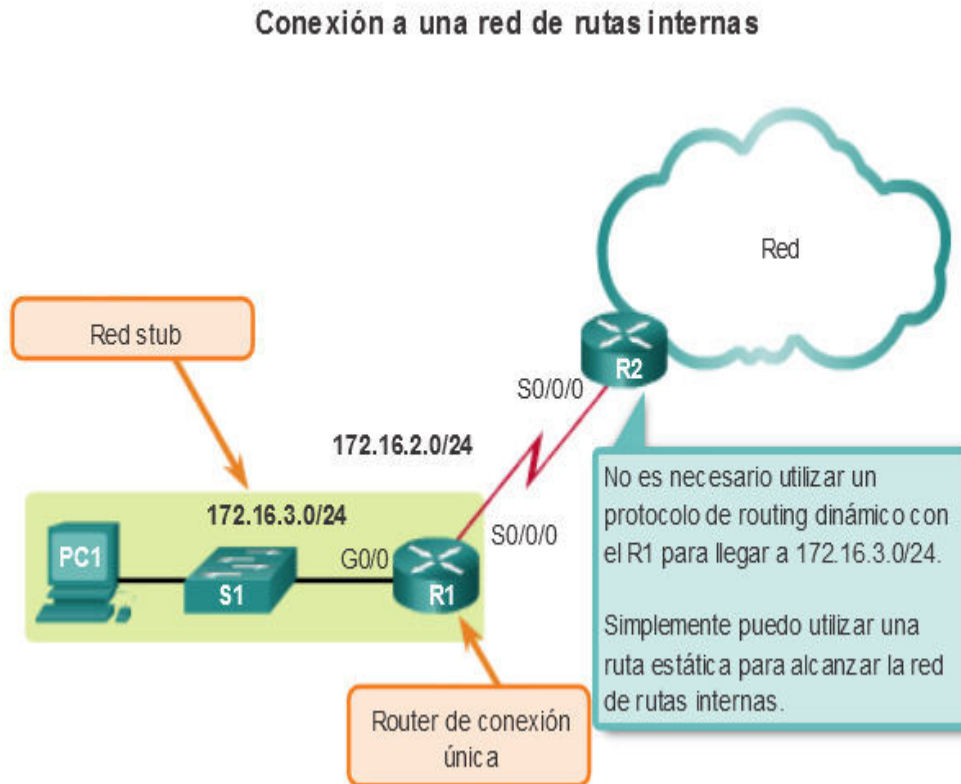 Conexión a una red de rutas internas
Red
Red stub
R2
S0/0/0
172.16.2.0/24
No es necesario utilizar un
protocolo de routing dinámico con
el R1 para llegar a 172.16.3.0/24.
Simplemente puedo utilizar una
ruta estática para alcanzar la red
de rutas internas.
172.16.3.0/24
S0/0/0
PC1
G0/0
S1
R1
Router de conexión
única